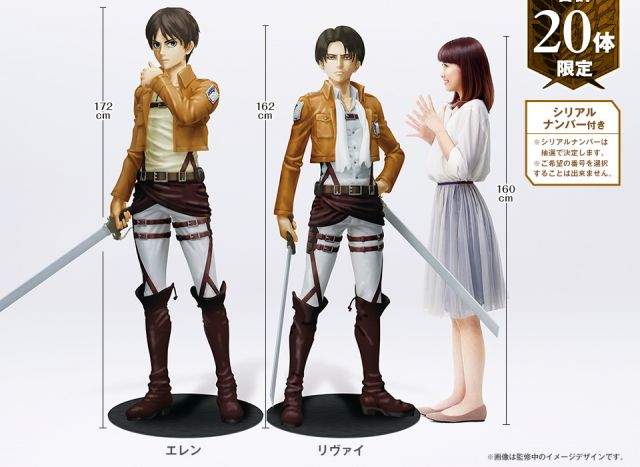 20体
限定
シリアル
ナンバー付き
※シリアルナンバーは
抽選で決定します。
※ご希望の番号を選択
することは出来ません。
172
cm
162
cm
160
cm
エレン
リヴァイ
※画像は監修中のイメージデザインです。